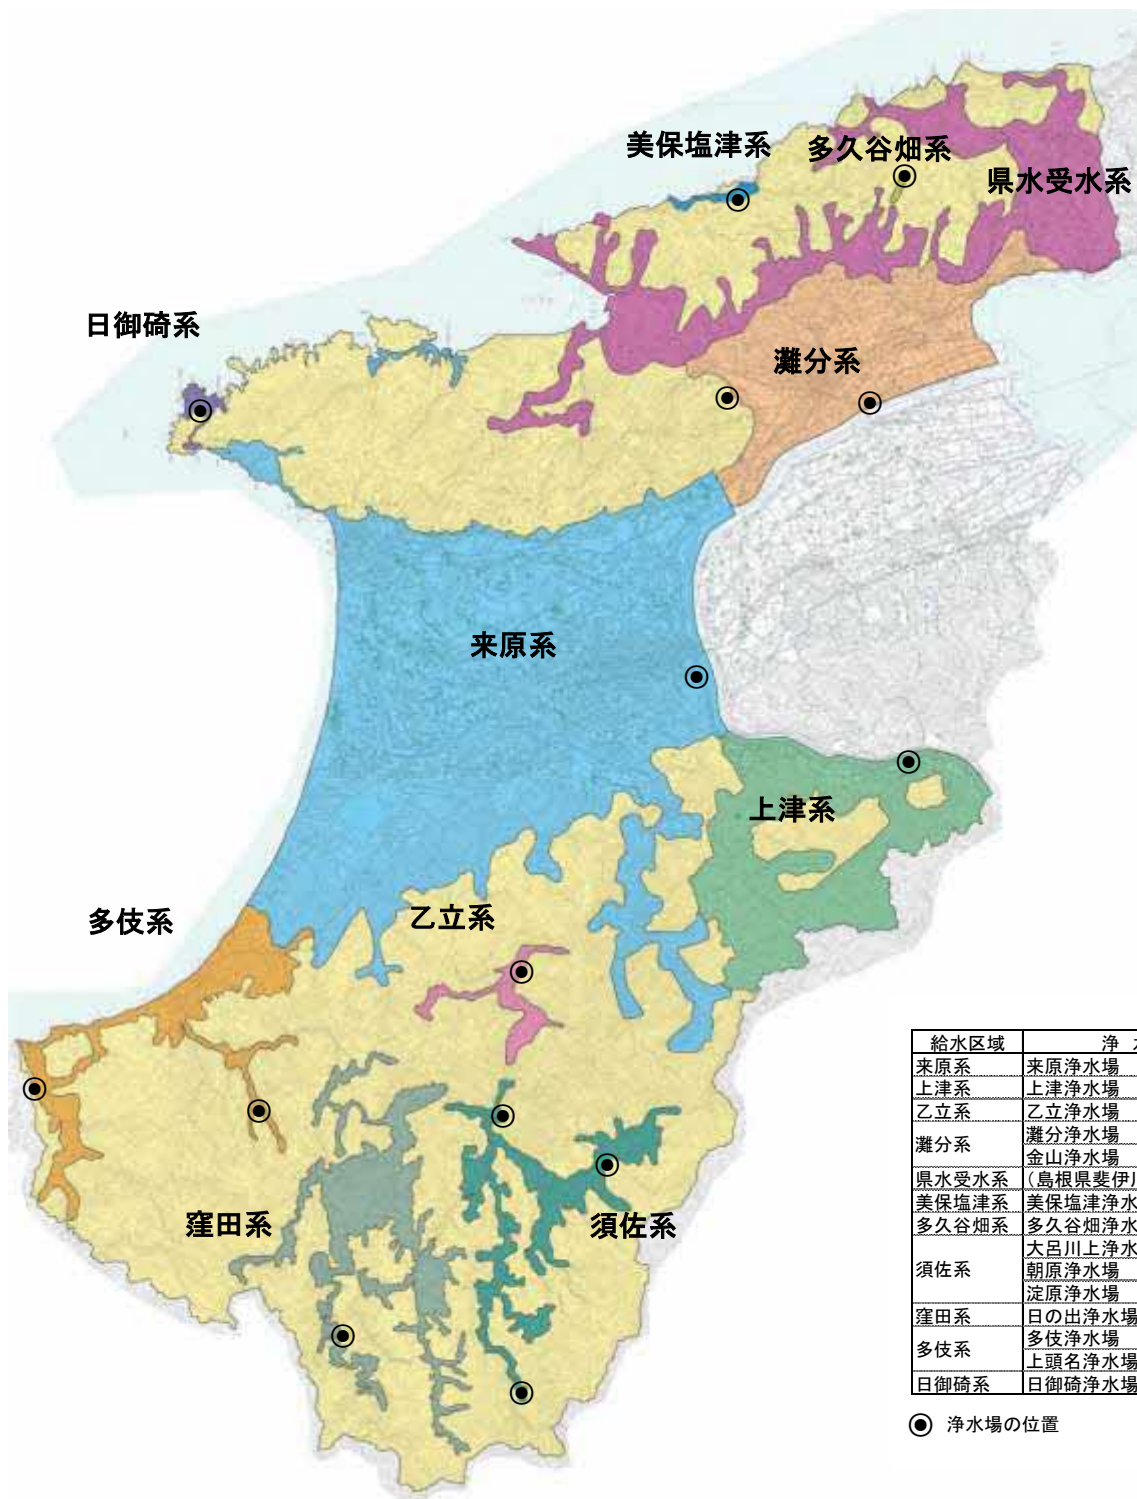 美保塩津系
多久谷畑系
県水受水系
日御碕系
灘分系
来原系
上津系
多伎系
乙立系
窪田系
須佐系
給水区域 浄
来原系 来原浄水場
上津系 上津浄水場
乙立系 乙立浄水場
灘分系 灘分浄水場
金山浄水場
県水受水系 (島根県斐伊川
美保塩津系 美保塩津浄水
多久谷畑系 多久谷畑浄水
須佐系 大呂川上浄水
朝原浄水場
淀原浄水場
窪田系 日の出浄水場
多伎系 多伎浄水場
上頭名浄水場
日御碕系 日御碕浄水場
浄水場の位置